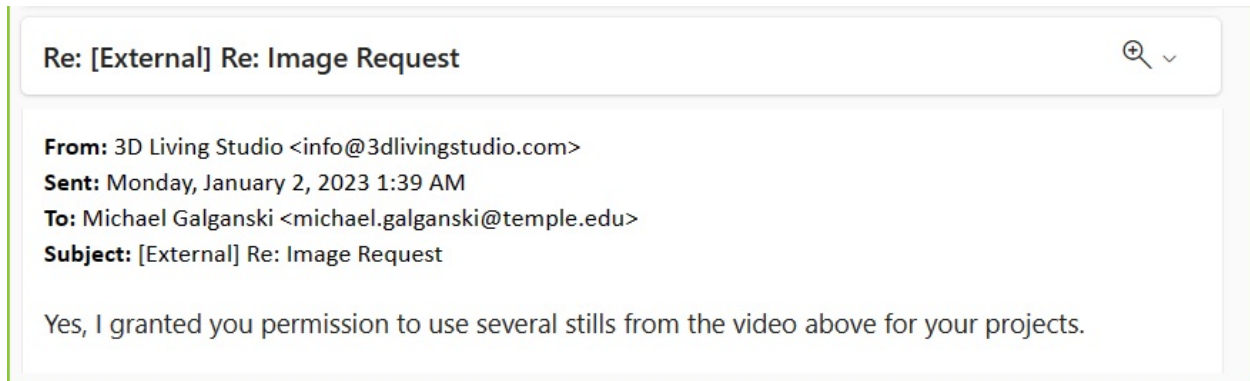 Re: [External] Re: Image Request
From: 3D Living Studio <info@3dlivingstudio.com>
Sent: Monday, January 2, 2023 1:39 AM
To: Michael Galganski <michael.galganski@temple.edu>
Subject: [External] Re: Image Request
Yes, I granted you permission to use several stills from the video above for your projects.